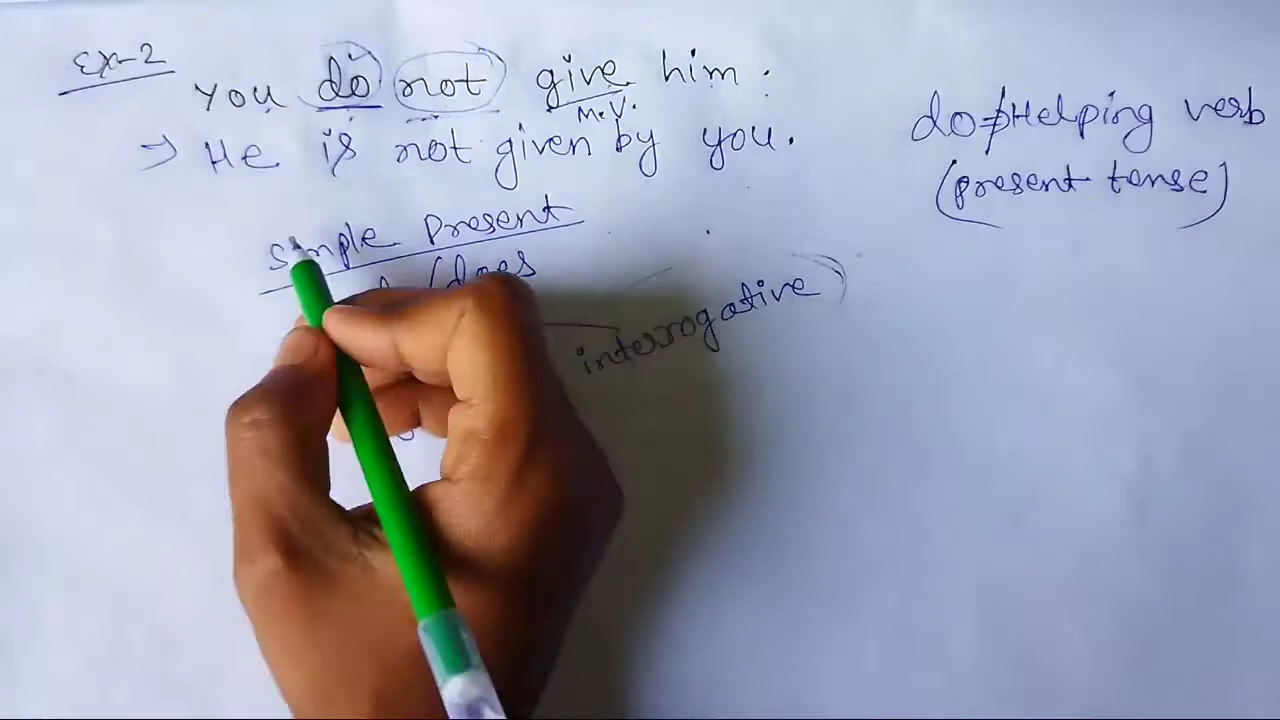 Ex-2
You do not give him.
M.V.
→ He is not given by you.
do ⇒ Helping verb
(present tense)
Simple Present
do/does
interrogative)